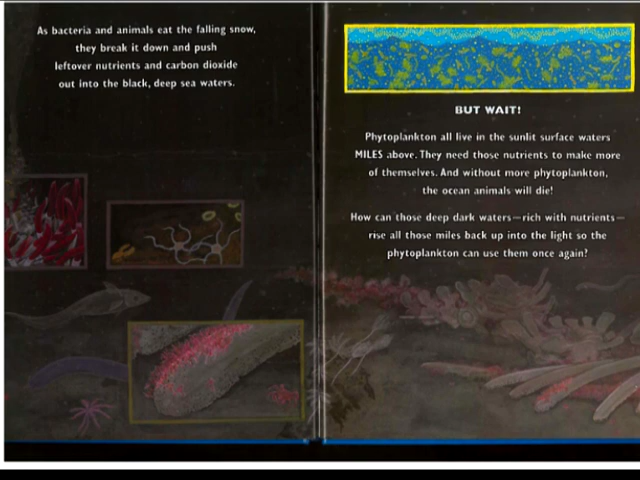 As bacteria and animals eat the falling snow,
they break it down and push
leftover nutrients and carbon dioxide
out into the black, deep sea waters.
BUT WAIT!
Phytoplankton all live in the sunlit surface waters
MILES above. They need those nutrients to make more
of themselves. And without more phytoplankton,
the ocean animals will die!
How can those deep dark waters—rich with nutrients—
rise all those miles back up into the light so the
phytoplankton can use them once again?